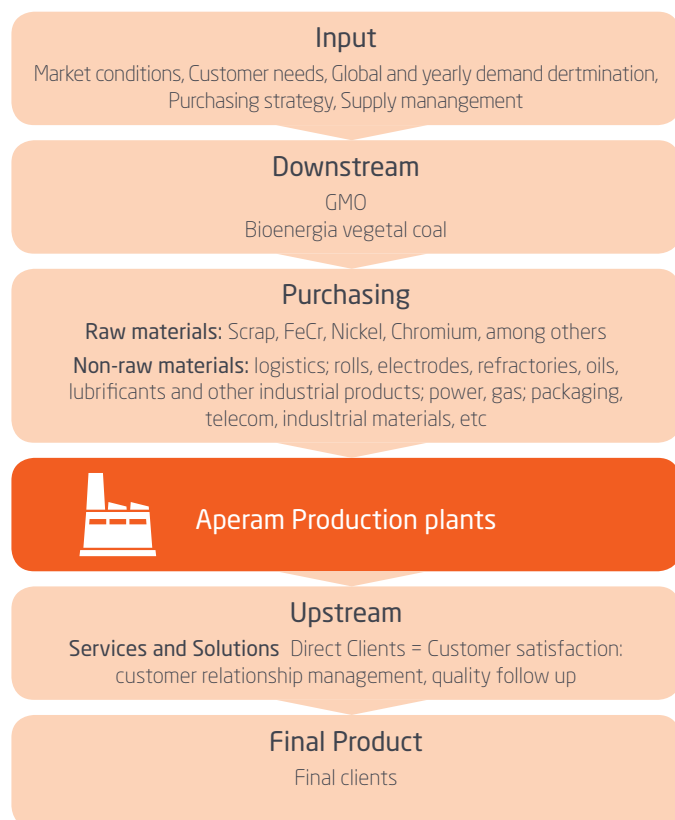 Input
Market conditions, Customer needs, Global and yearly demand dertmination,
Purchasing strategy, Supply manangement
Downstream
GMO
Bioenergia vegetal coal
Purchasing
Raw materials: Scrap, FeCr, Nickel, Chromium, among others
Non-raw materials: logistics; rolls, electrodes, refractories, oils,
lubrificants and other industrial products; power, gas; packaging,
telecom, indusltrial materials, etc
Aperam Production plants
Upstream
Services and Solutions Direct Clients = Customer satisfaction:
customer relationship management, quality follow up
Final Product
Final clients